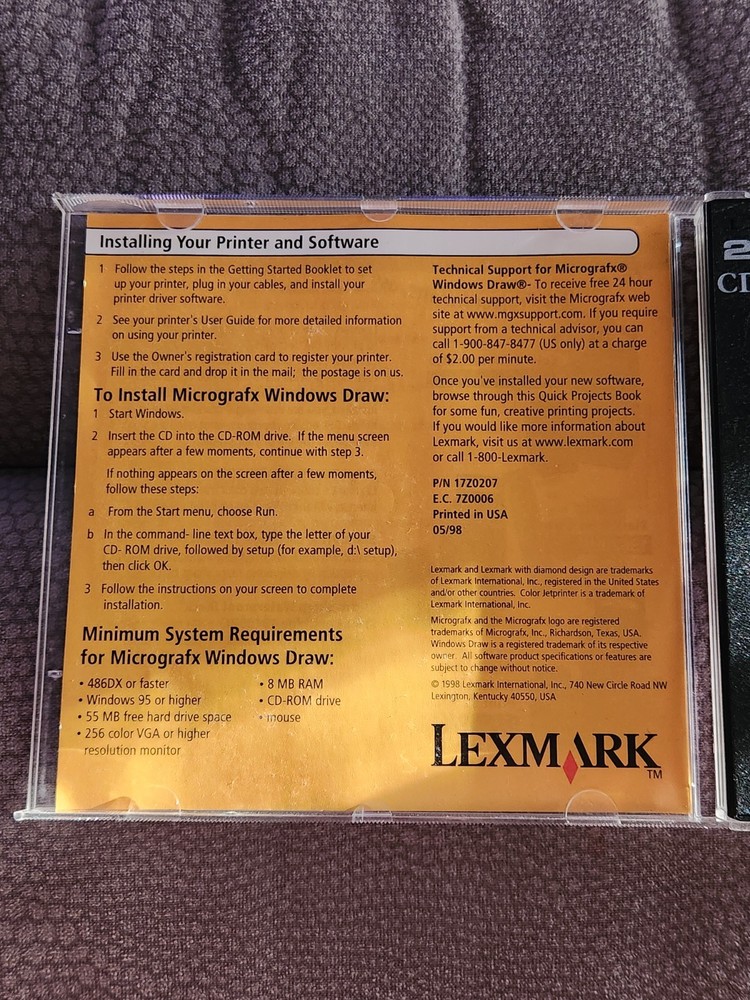 Installing Your Printer and Software
1 Follow the steps in the Getting Started Booklet to set
up your printer, plug in your cables, and install your
printer driver software.
2 See your printer's User Guide for more detailed information
on using your printer.
3 Use the Owner's registration card to register your printer.
Fill in the card and drop it in the mail; the postage is on us.
To Install Micrografx Windows Draw:
1 Start Windows.
2 Insert the CD into the CD-ROM drive. If the menu screen
appears after a few moments, continue with step 3.
If nothing appears on the screen after a few moments,
follow these steps:
a From the Start menu, choose Run.
b In the command- line text box, type the letter of your
CD- ROM drive, followed by setup (for example, d:\ setup),
then click OK.
3 Follow the instructions on your screen to complete
installation.
Minimum System Requirements
for Micrografx Windows Draw:
• 486DX or faster
• Windows 95 or higher
• 55 MB free hard drive space
• 256 color VGA or higher
resolution monitor
• 8 MB RAM
• CD-ROM drive
• mouse
Technical Support for Micrografx®
Windows Draw®- To receive free 24 hour
technical support, visit the Micrografx web
site at www.mgxsupport.com. If you require
support from a technical advisor, you can
call 1-900-847-8477 (US only) at a charge
of $2.00 per minute.
Once you've installed your new software,
browse through this Quick Projects Book
for some fun, creative printing projects.
If you would like more information about
Lexmark, visit us at www.lexmark.com
or call 1-800-Lexmark.
P/N 17Z0207
E.C. 7Z0006
Printed in USA
05/98
Lexmark and Lexmark with diamond design are trademarks
of Lexmark International, Inc., registered in the United States
and/or other countries. Color Jetprinter is a trademark of
Lexmark International, Inc.
Micrografx and the Micrografx logo are registered
trademarks of Micrografx, Inc., Richardson, Texas, USA.
Windows Draw is a registered trademark of its respective
owner. All software product specifications or features are
subject to change without notice.
© 1998 Lexmark International, Inc., 740 New Circle Road NW
Lexington, Kentucky 40550, USA
LEXMARK™
2